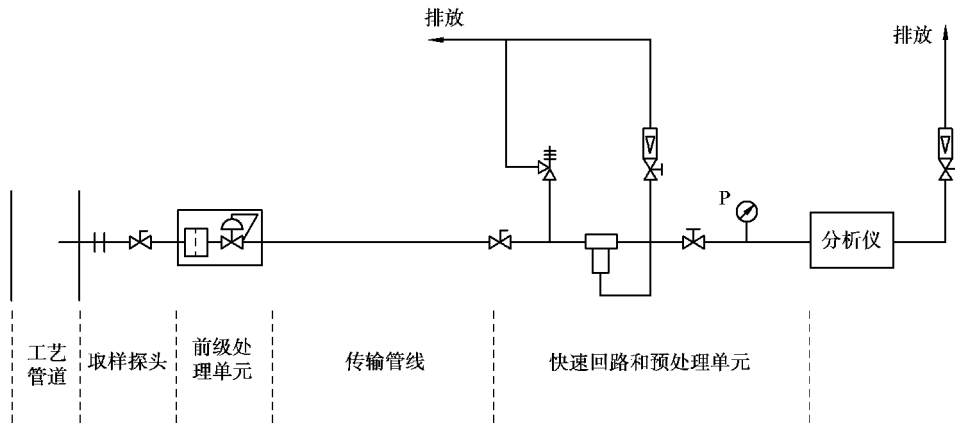 排放
排放
P
分析仪
工艺
管道
取样探头
前级处
理单元
传输管线
快速回路和预处理单元